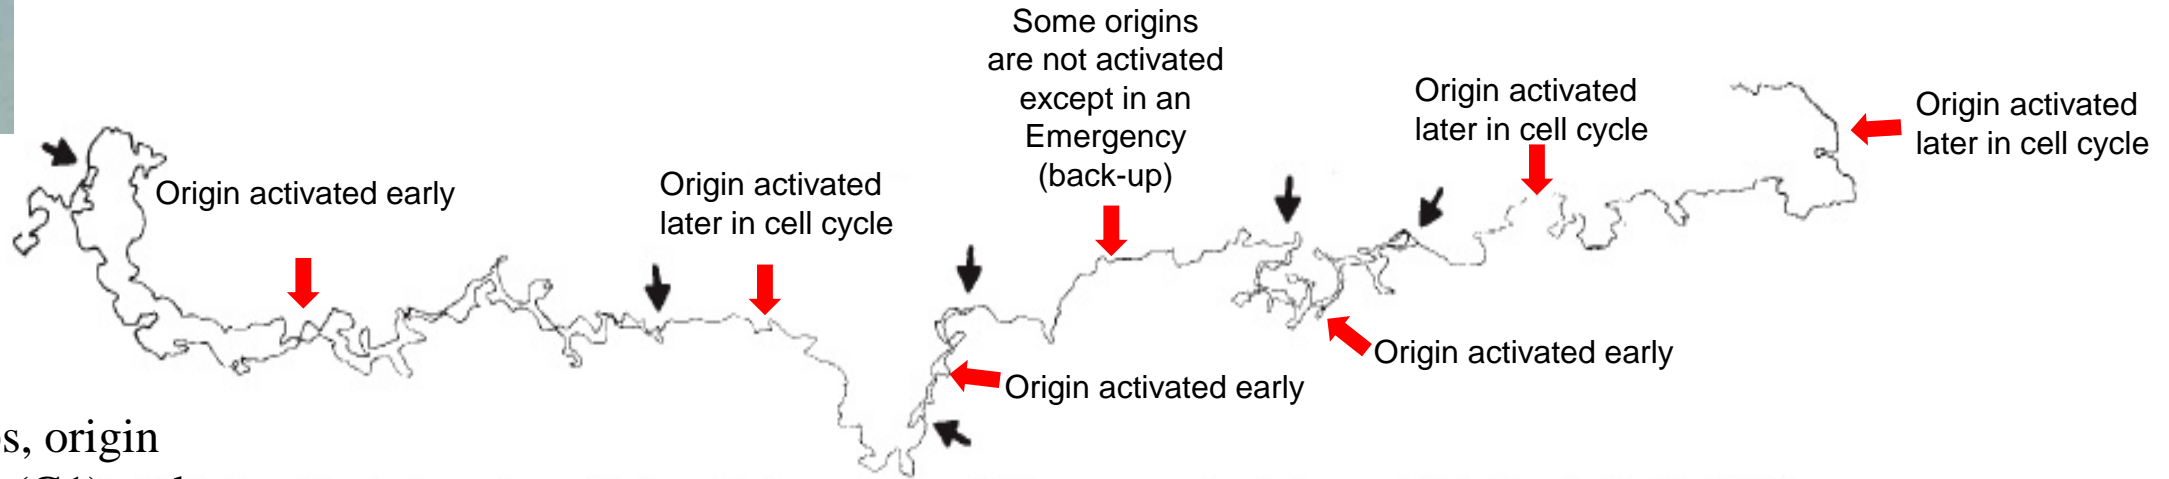 Some origins
are not activated
except in an
Emergency
(back-up)
Origin activated
later in cell cycle
Origin activated
later in cell cycle
Origin activated early
Origin activated
later in cell cycle
Origin activated early
Origin activated early
origin